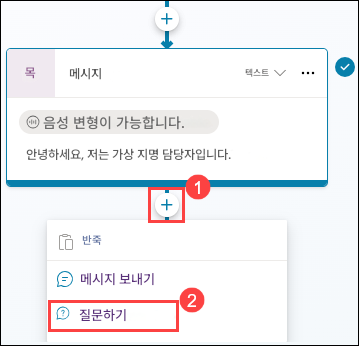 목 메시지 텍스트
음성 변형이 가능합니다.
안녕하세요, 저는 가상 지명 담당자입니다.
1
반죽
메시지 보내기
2
질문하기